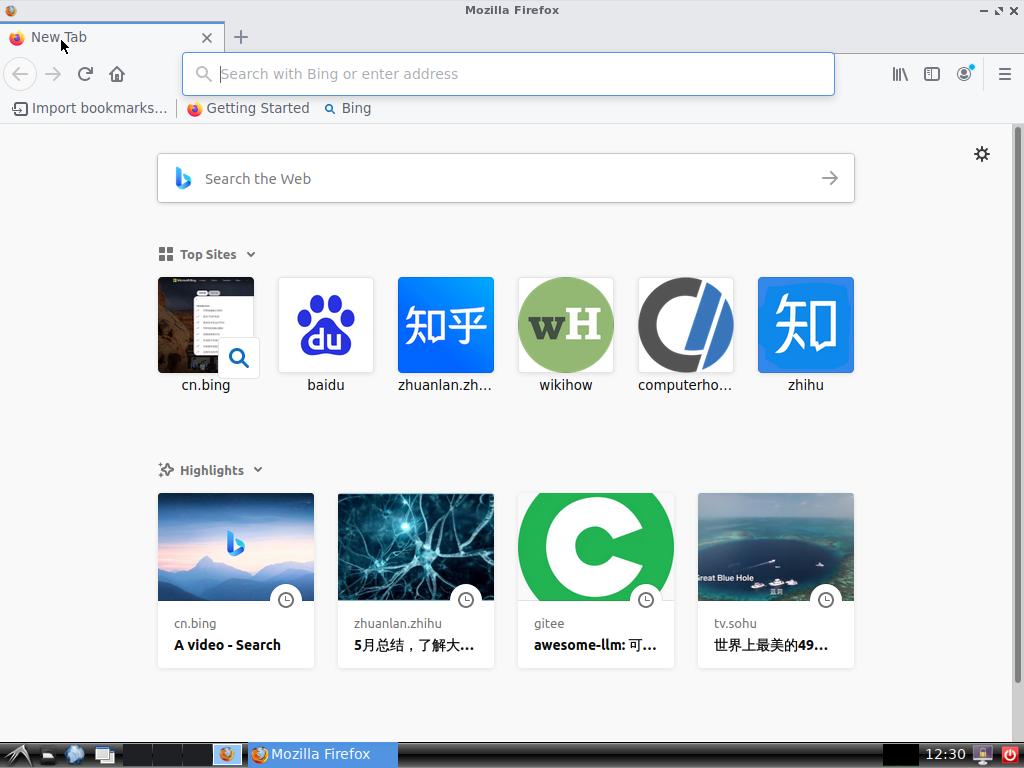 Mozilla Firefox
New Tab
Search with Bing or enter address
Import bookmarks...
Getting Started
Bing
Search the Web
Top Sites
du
知乎
wH
知
cn.bing
baidu
zhuanlan.zh...
wikihow
computerho...
zhihu
Highlights
Great Blue Hole
蓝洞
cn.bing
A video - Search
zhuanlan.zhihu
5月总结，了解大...
gitee
awesome-llm: 可...
tv.sohu
世界上最美的49...
Mozilla Firefox
12:30